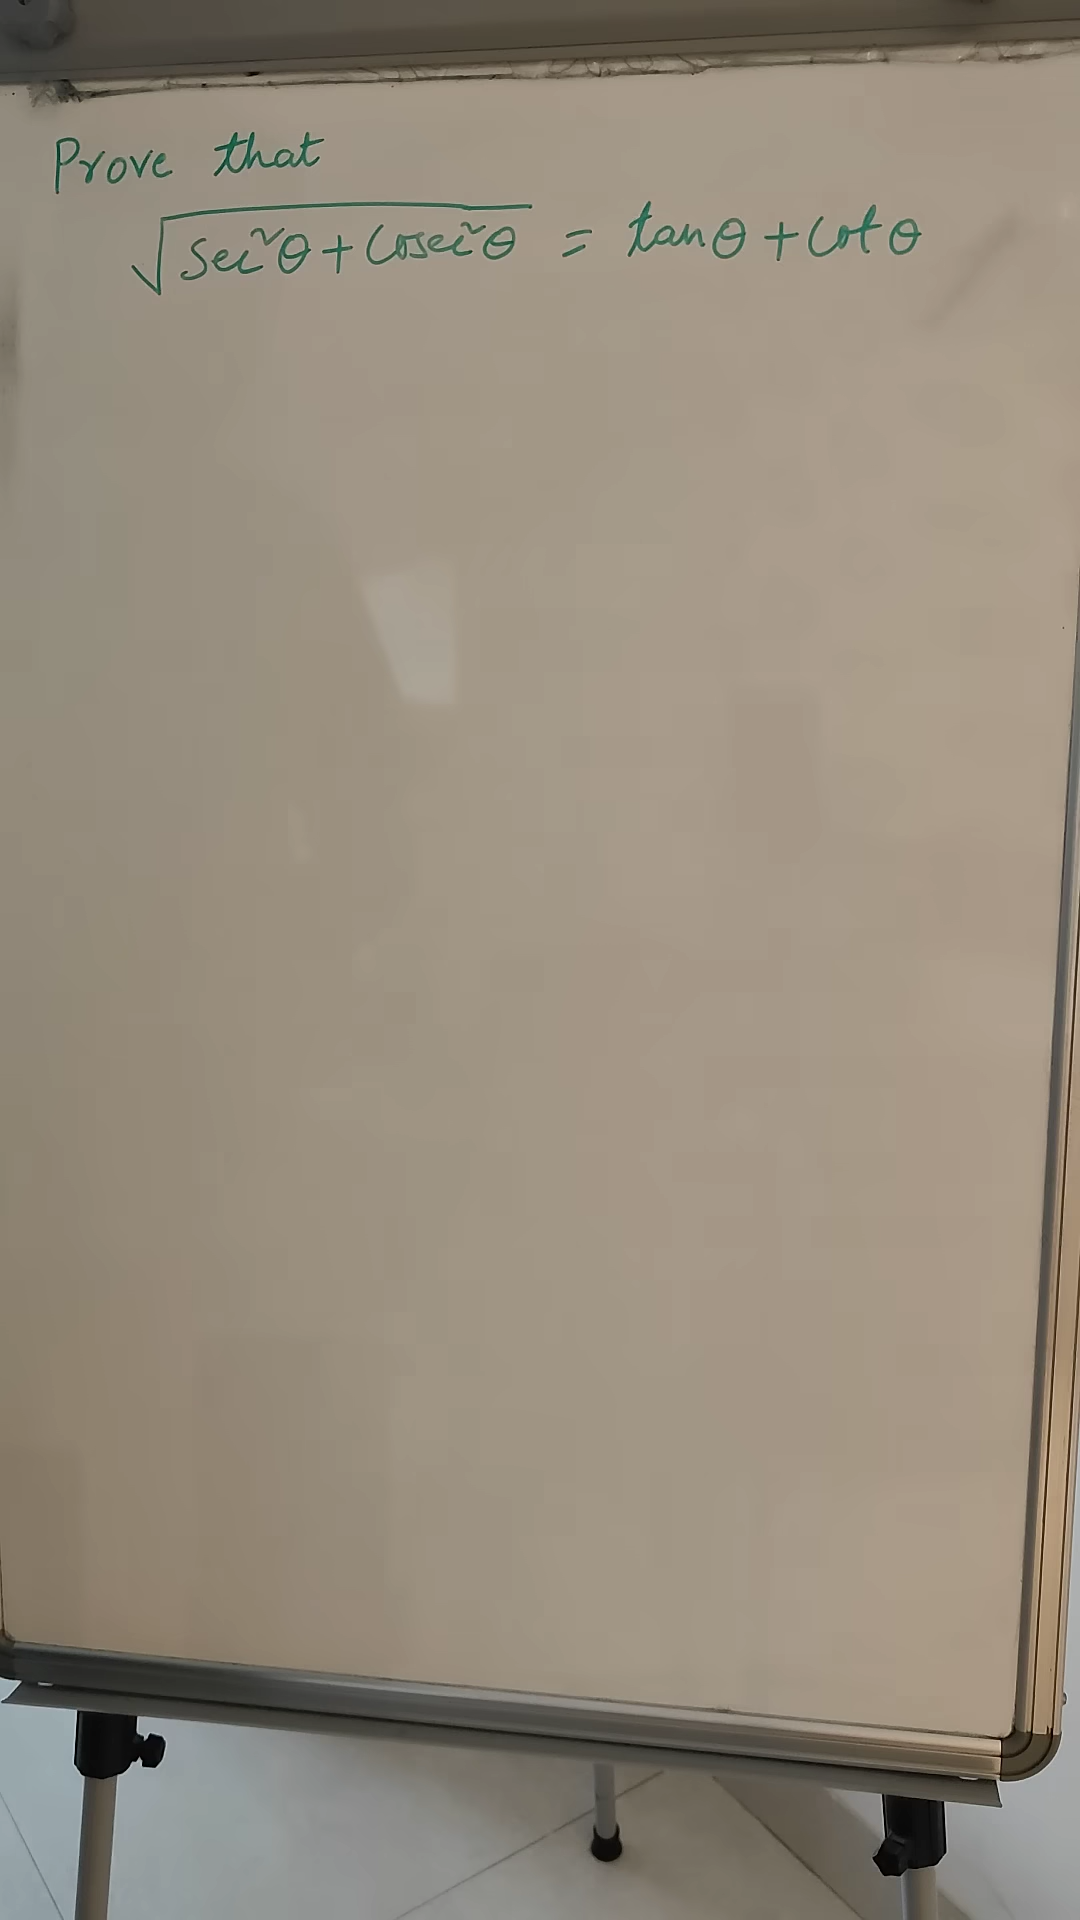 Prove that
√(Sec²θ + Cosec²θ) = tanθ + Cotθ